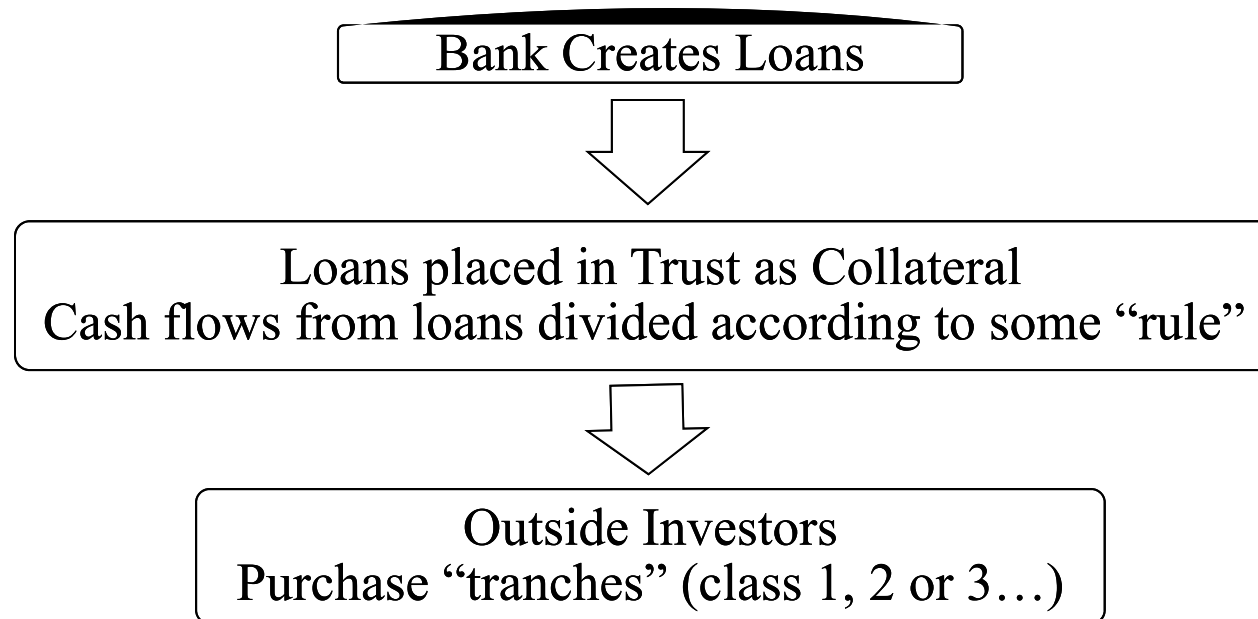 Bank Creates Loans
Loans placed in Trust as Collateral
Cash flows from loans divided according to some “rule”
Outside Investors
Purchase “tranches” (class 1, 2 or 3…)